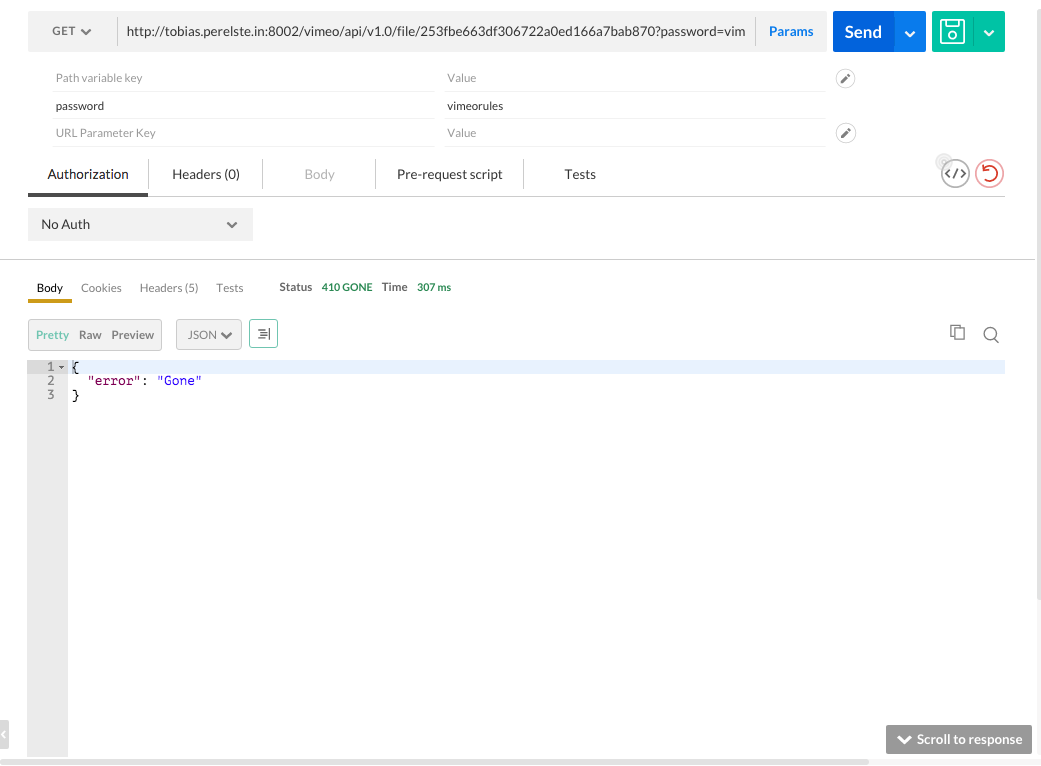 GET http://tobias.perelste.in:8002/vimeo/api/v1.0/file/253fbe663df306722a0ed166a7bab870?password=vim Params Send
Path variable key Value
password vimeorules
URL Parameter Key Value
Authorization Headers (0) Body Pre-request script Tests </>
No Auth
Body Cookies Headers (5) Tests Status 410 GONE Time 307 ms
Pretty Raw Preview JSON
1 {
2 "error": "Gone"
3 }
Scroll to response